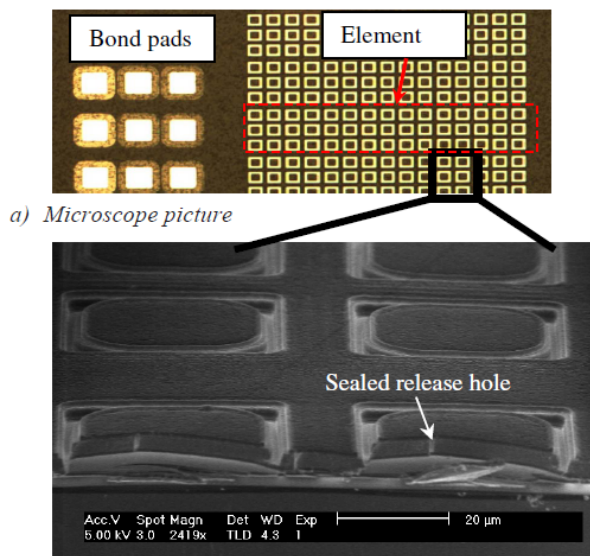 Bond pads
Element
a) Microscope picture
Sealed release hole
Acc.V Spot Magn Det WD Exp
20 µm
5.00 kV 3.0 2419x TLD 4.3 1